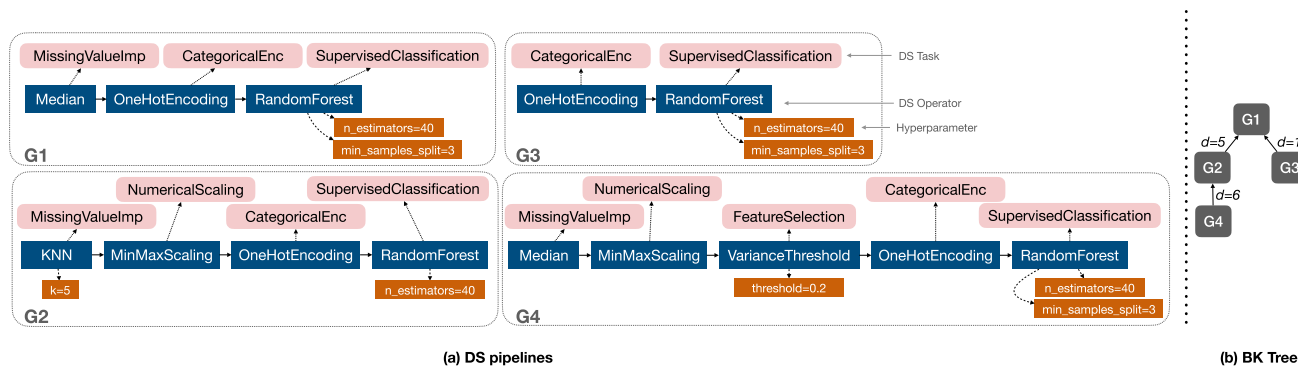 MissingValueImp
CategoricalEnc
SupervisedClassification
Median
OneHotEncoding
RandomForest
n_estimators=40
min_samples_split=3
G1
CategoricalEnc
SupervisedClassification
DS Task
OneHotEncoding
RandomForest
DS Operator
n_estimators=40
Hyperparameter
min_samples_split=3
G3
NumericalScaling
SupervisedClassification
MissingValueImp
CategoricalEnc
KNN
MinMaxScaling
OneHotEncoding
RandomForest
k=5
n_estimators=40
G2
NumericalScaling
CategoricalEnc
MissingValueImp
FeatureSelection
SupervisedClassification
Median
MinMaxScaling
VarianceThreshold
OneHotEncoding
RandomForest
threshold=0.2
n_estimators=40
min_samples_split=3
G4
(a) DS pipelines
G1
d=5
G2
G3
d=6
G4
(b) BK Tree